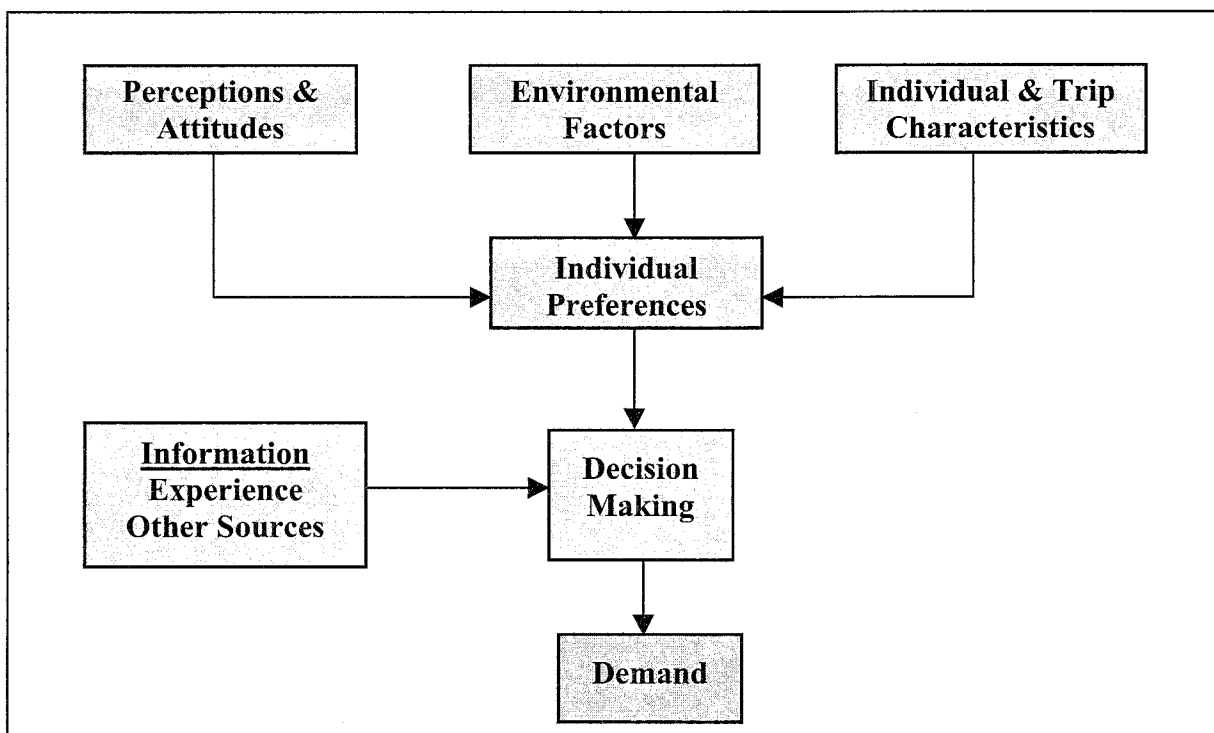 Perceptions &
Attitudes
Environmental
Factors
Individual & Trip
Characteristics
Individual
Preferences
Information
Experience
Other Sources
Decision
Making
Demand